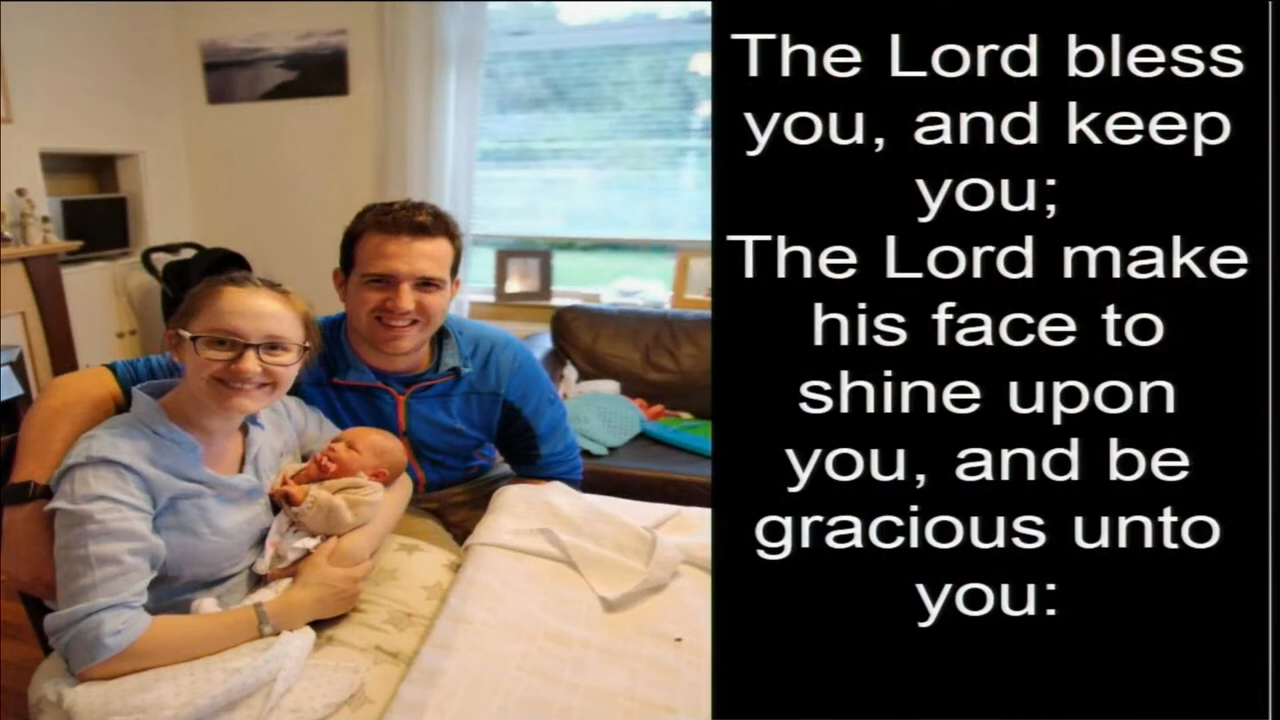 The Lord bless
you, and keep
you;
The Lord make
his face to
shine upon
you, and be
gracious unto
you: